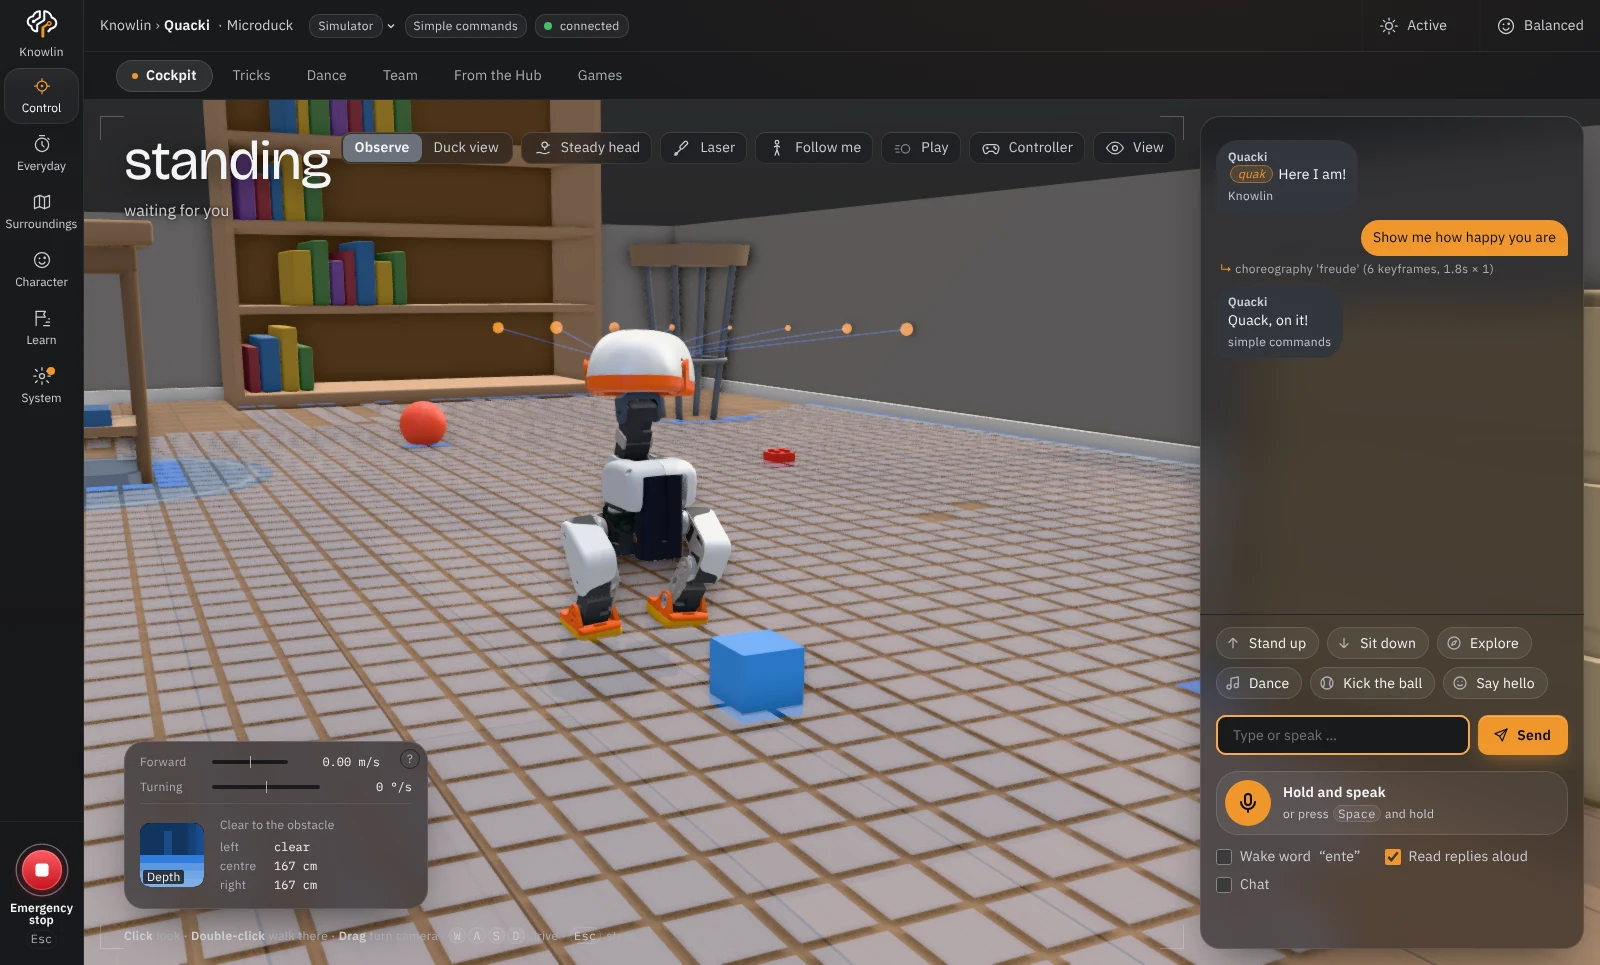 Knowlin
Control
Everyday
Surroundings
Character
Learn
System
Emergency
stop
Esc
Knowlin › Quacki · Microduck
Simulator
Simple commands
connected
Active
Balanced
Cockpit
Tricks
Dance
Team
From the Hub
Games
standing
waiting for you
Observe
Duck view
Steady head
Laser
Follow me
Play
Controller
View
Forward 0.00 m/s
?
Turning 0 °/s
Depth
Clear to the obstacle
left clear
centre 167 cm
right 167 cm
Click look · Double-click walk there · Drag turn camera W A S D Esc
Quacki
quak Here I am!
Knowlin
Show me how happy you are
↳ choreography 'freude' (6 keyframes, 1.8s × 1)
Quacki
Quack, on it!
simple commands
Stand up
Sit down
Explore
Dance
Kick the ball
Say hello
Type or speak ...
Send
Hold and speak
or press Space and hold
Wake word “ente”
Read replies aloud
Chat